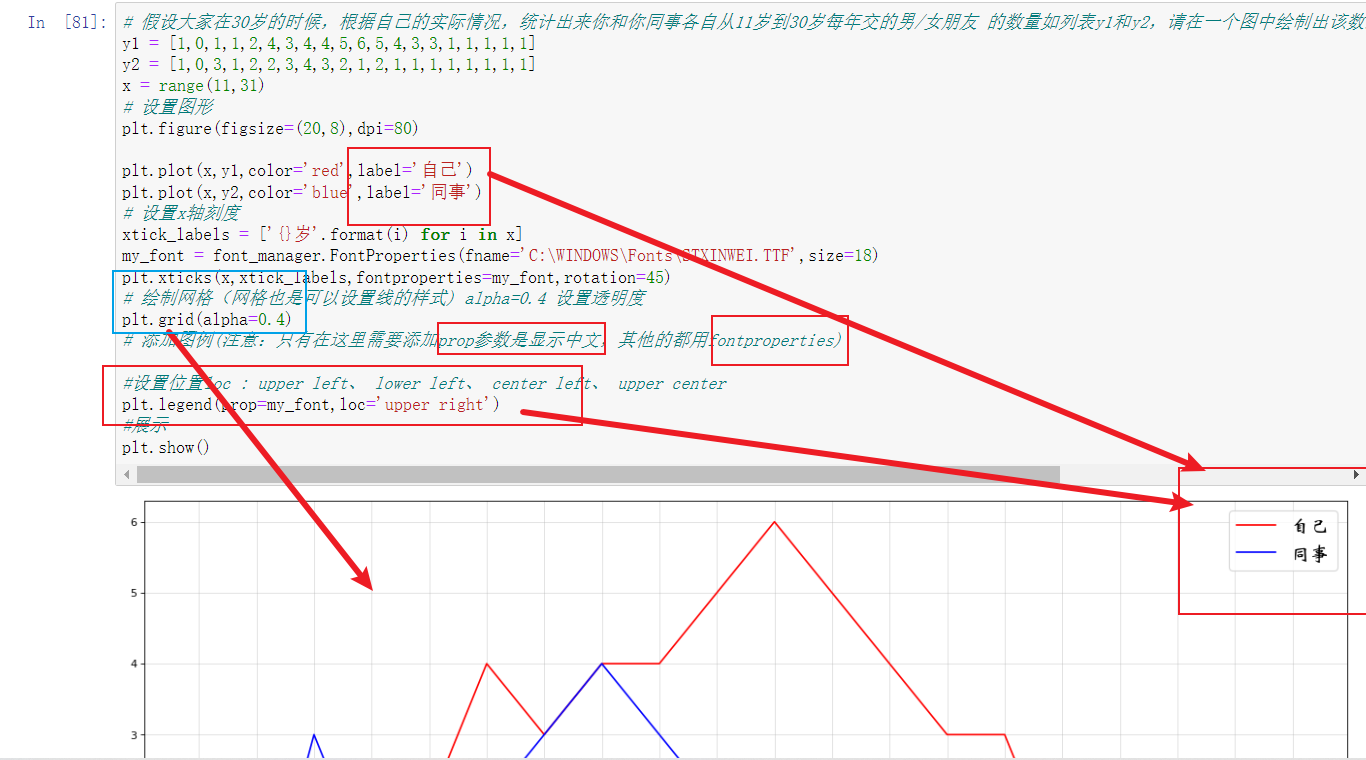 In [81]:
# 假设大家在30岁的时候，根据自己的实际情况，统计出来你和你同事各自从11岁到30岁每年交的男/女朋友 的数量如列表y1和y2，请在一个图中绘制出该数
y1 = [1,0,1,1,2,4,3,4,4,5,6,5,4,3,3,1,1,1,1,1]
y2 = [1,0,3,1,2,2,3,4,3,2,1,2,1,1,1,1,1,1,1,1]
x = range(11,31)
# 设置图形
plt.figure(figsize=(20,8),dpi=80)
plt.plot(x,y1,color='red',label='自己')
plt.plot(x,y2,color='blue',label='同事')
# 设置x轴刻度
xtick_labels = ['{}岁'.format(i) for i in x]
my_font = font_manager.FontProperties(fname='C:\WINDOWS\Fonts\STXINWEI.TTF',size=18)
plt.xticks(x,xtick_labels,fontproperties=my_font,rotation=45)
# 绘制网格（网格也是可以设置线的样式) alpha=0.4 设置透明度
plt.grid(alpha=0.4)
# 添加图例(注意：只有在这里需要添加prop参数是显示中文，其他的都用fontproperties)
#设置位置loc : upper left、 lower left、 center left、 upper center
plt.legend(prop=my_font,loc='upper right')
#展示
plt.show()
自己
同事
6
5
4
3